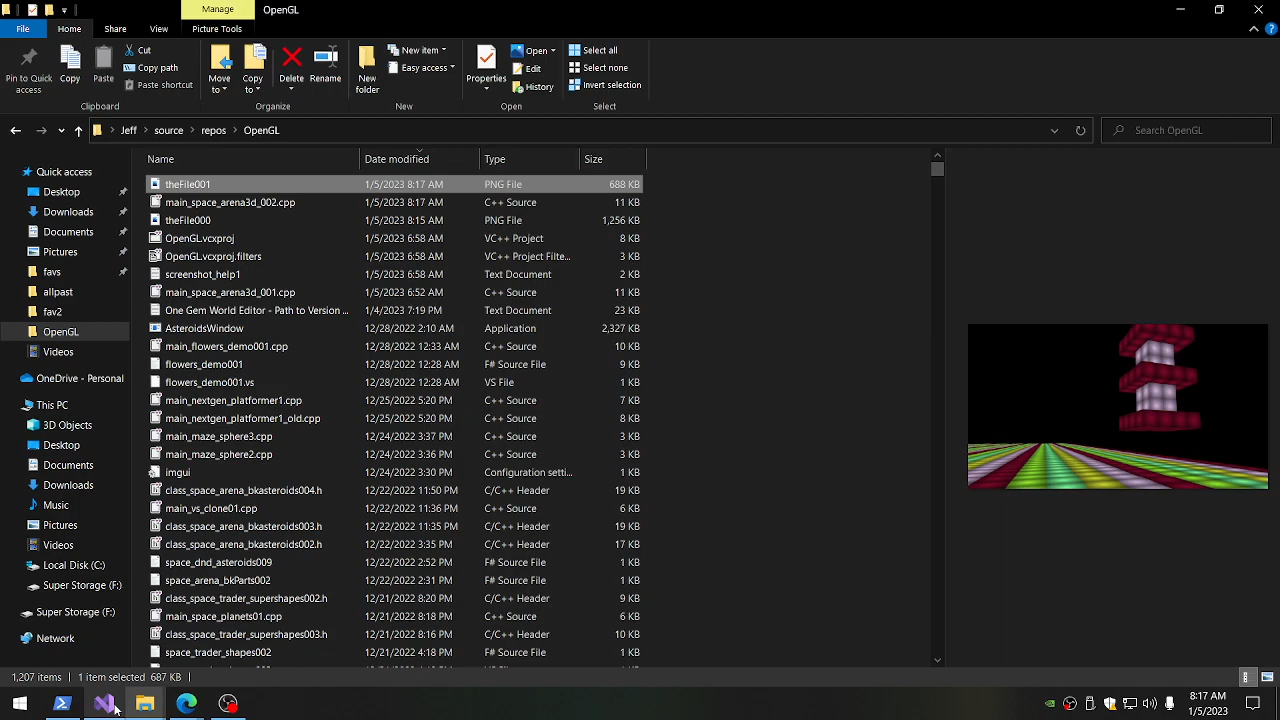 Manage
OpenGL
File
Home
Share
View
Picture Tools
Pin to Quick access
Copy
Paste
Cut
Copy path
Paste shortcut
Clipboard
Move to
Copy to
Delete
Rename
Organize
New folder
New item
Easy access
New
Properties
Open
Edit
History
Open
Select all
Select none
Invert selection
Select
Jeff
source
repos
OpenGL
Search OpenGL
Quick access
Desktop
Downloads
Documents
Pictures
favs
allpast
fav2
OpenGL
Videos
OneDrive - Personal
This PC
3D Objects
Desktop
Documents
Downloads
Music
Pictures
Videos
Local Disk (C:)
Super Storage (F:)
Super Storage (F:)
Network
Name Date modified Type Size
theFile001 1/5/2023 8:17 AM PNG File 688 KB
main_space_arena3d_002.cpp 1/5/2023 8:17 AM C++ Source 11 KB
theFile000 1/5/2023 8:15 AM PNG File 1,256 KB
OpenGL.vcxproj 1/5/2023 6:58 AM VC++ Project 8 KB
OpenGL.vcxproj.filters 1/5/2023 6:58 AM VC++ Project Filte... 3 KB
screenshot_help1 1/5/2023 6:58 AM Text Document 2 KB
main_space_arena3d_001.cpp 1/5/2023 6:52 AM C++ Source 11 KB
One Gem World Editor - Path to Version ... 1/4/2023 7:19 PM Text Document 23 KB
AsteroidsWindow 12/28/2022 2:10 AM Application 2,327 KB
main_flowers_demo001.cpp 12/28/2022 12:33 AM C++ Source 10 KB
flowers_demo001 12/28/2022 12:28 AM F# Source File 9 KB
flowers_demo001.vs 12/28/2022 12:28 AM VS File 1 KB
main_nextgen_platformer1.cpp 12/25/2022 5:20 PM C++ Source 7 KB
main_nextgen_platformer1_old.cpp 12/25/2022 5:20 PM C++ Source 8 KB
main_maze_sphere3.cpp 12/24/2022 3:37 PM C++ Source 3 KB
main_maze_sphere2.cpp 12/24/2022 3:36 PM C++ Source 3 KB
imgui 12/24/2022 3:30 PM Configuration setti... 1 KB
class_space_arena_bkasteroids004.h 12/22/2022 11:50 PM C/C++ Header 19 KB
main_vs_clone01.cpp 12/22/2022 11:36 PM C++ Source 6 KB
class_space_arena_bkasteroids003.h 12/22/2022 11:35 PM C/C++ Header 19 KB
class_space_arena_bkasteroids002.h 12/22/2022 3:35 PM C/C++ Header 17 KB
space_dnd_asteroids009 12/22/2022 2:52 PM F# Source File 1 KB
space_arena_bkParts002 12/22/2022 2:31 PM F# Source File 1 KB
class_space_trader_supershapes002.h 12/21/2022 8:20 PM C/C++ Header 9 KB
main_space_planets01.cpp 12/21/2022 8:18 PM C++ Source 6 KB
class_space_trader_supershapes003.h 12/21/2022 8:16 PM C/C++ Header 10 KB
space_trader_shapes002 12/21/2022 4:18 PM F# Source File 1 KB
1,207 items 1 item selected 687 KB
8:17 AM
1/5/2023